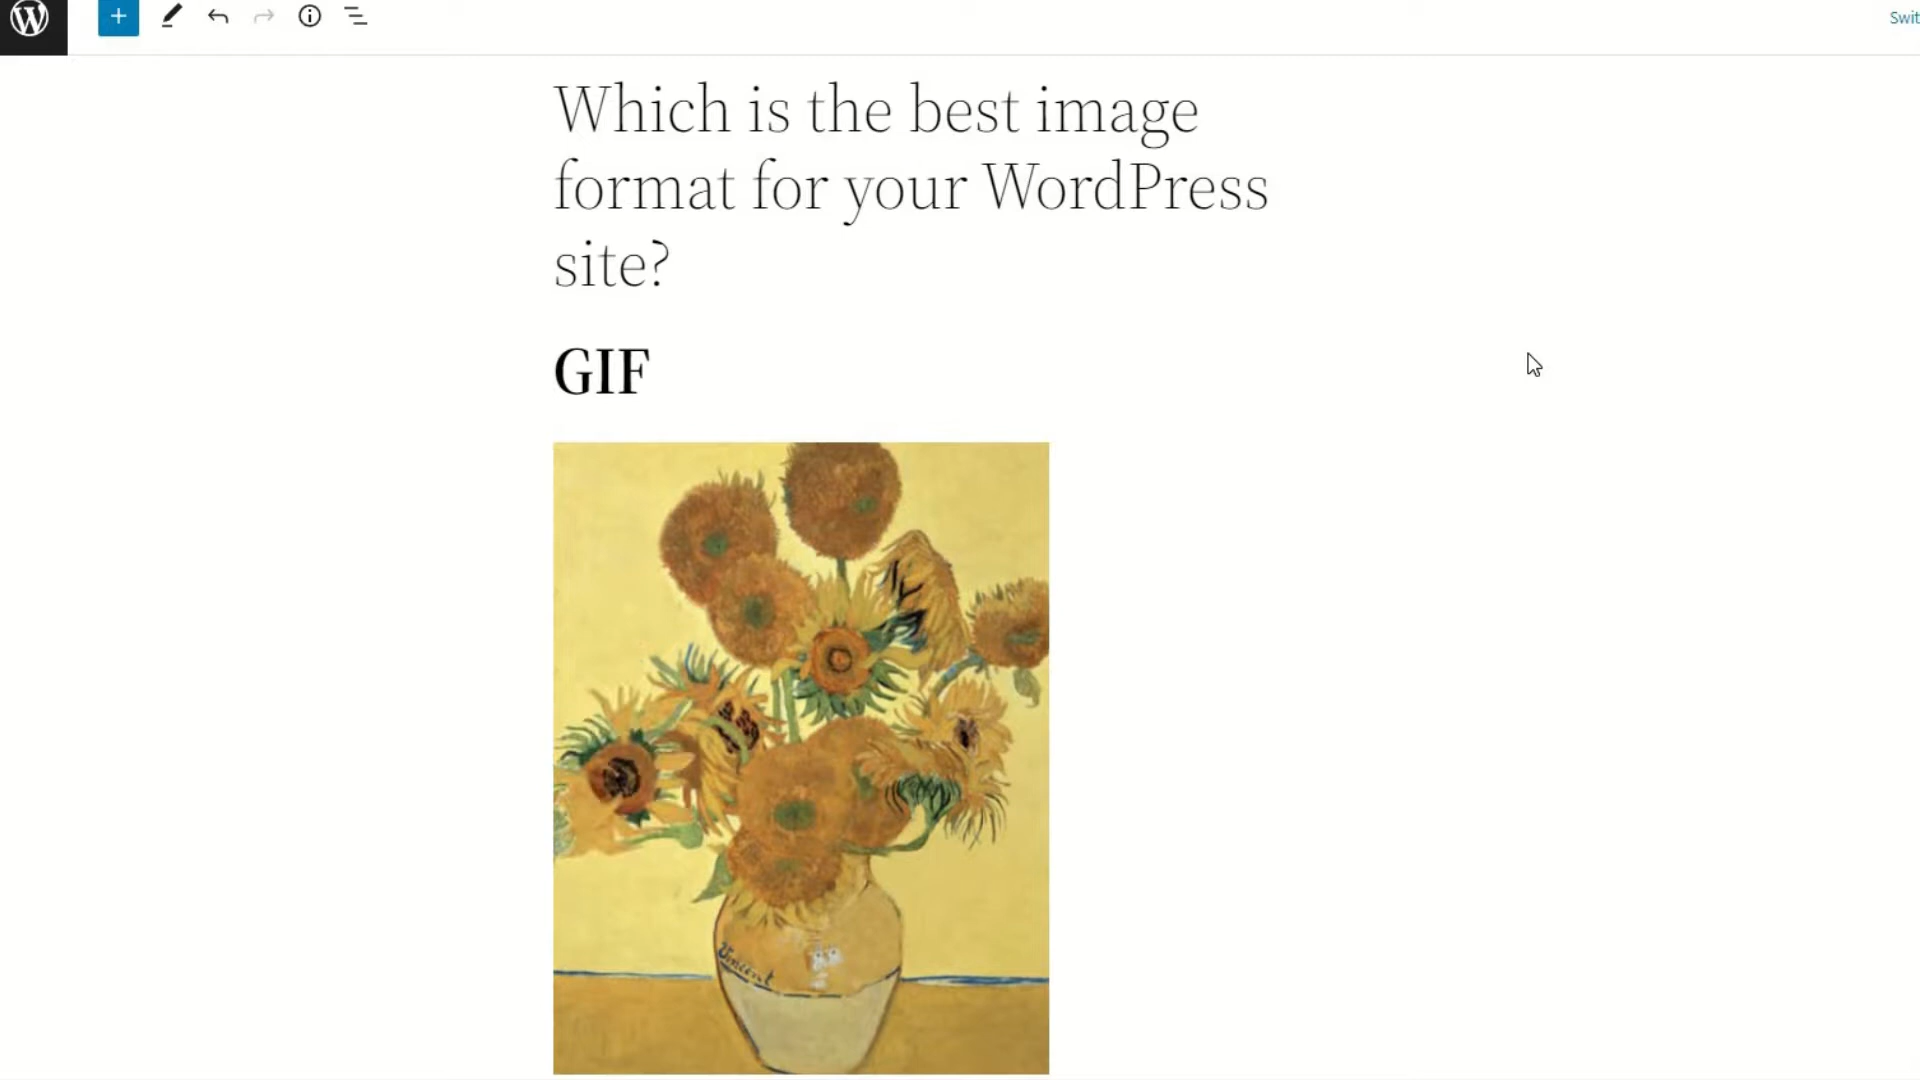 Swit
Which is the best image
format for your WordPress
site?
GIF
Vincent